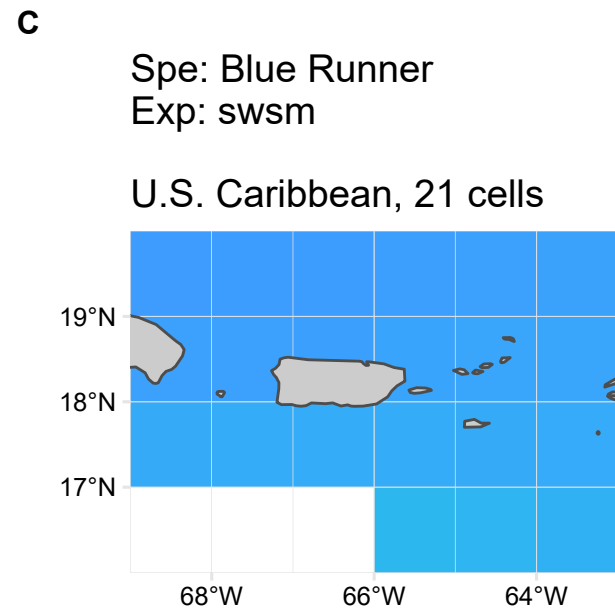 C
Spe: Blue Runner
Exp: swsm
U.S. Caribbean, 21 cells
19°N
18°N
17°N
68°W 66°W 64°W